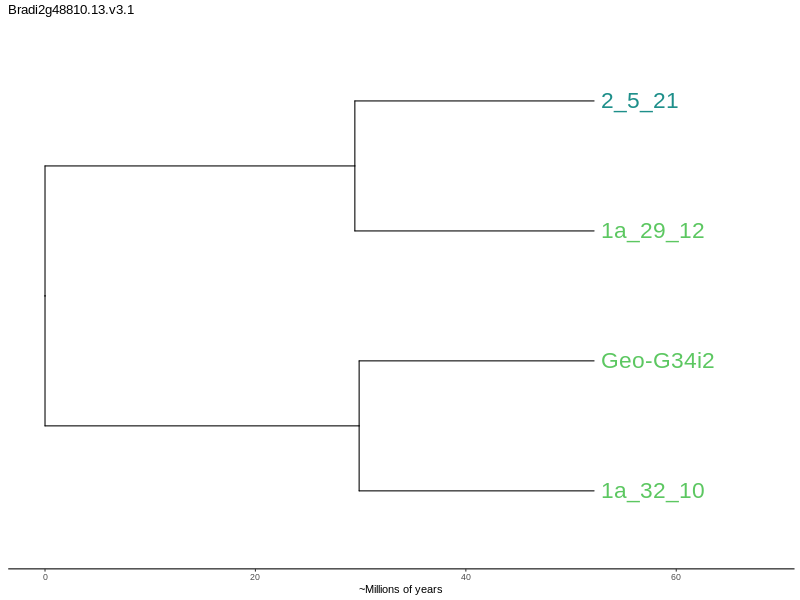 Bradi2g48810.13.v3.1
2_5_21
1a_29_12
Geo-G34i2
1a_32_10
0 20 40 60
~Millions of years